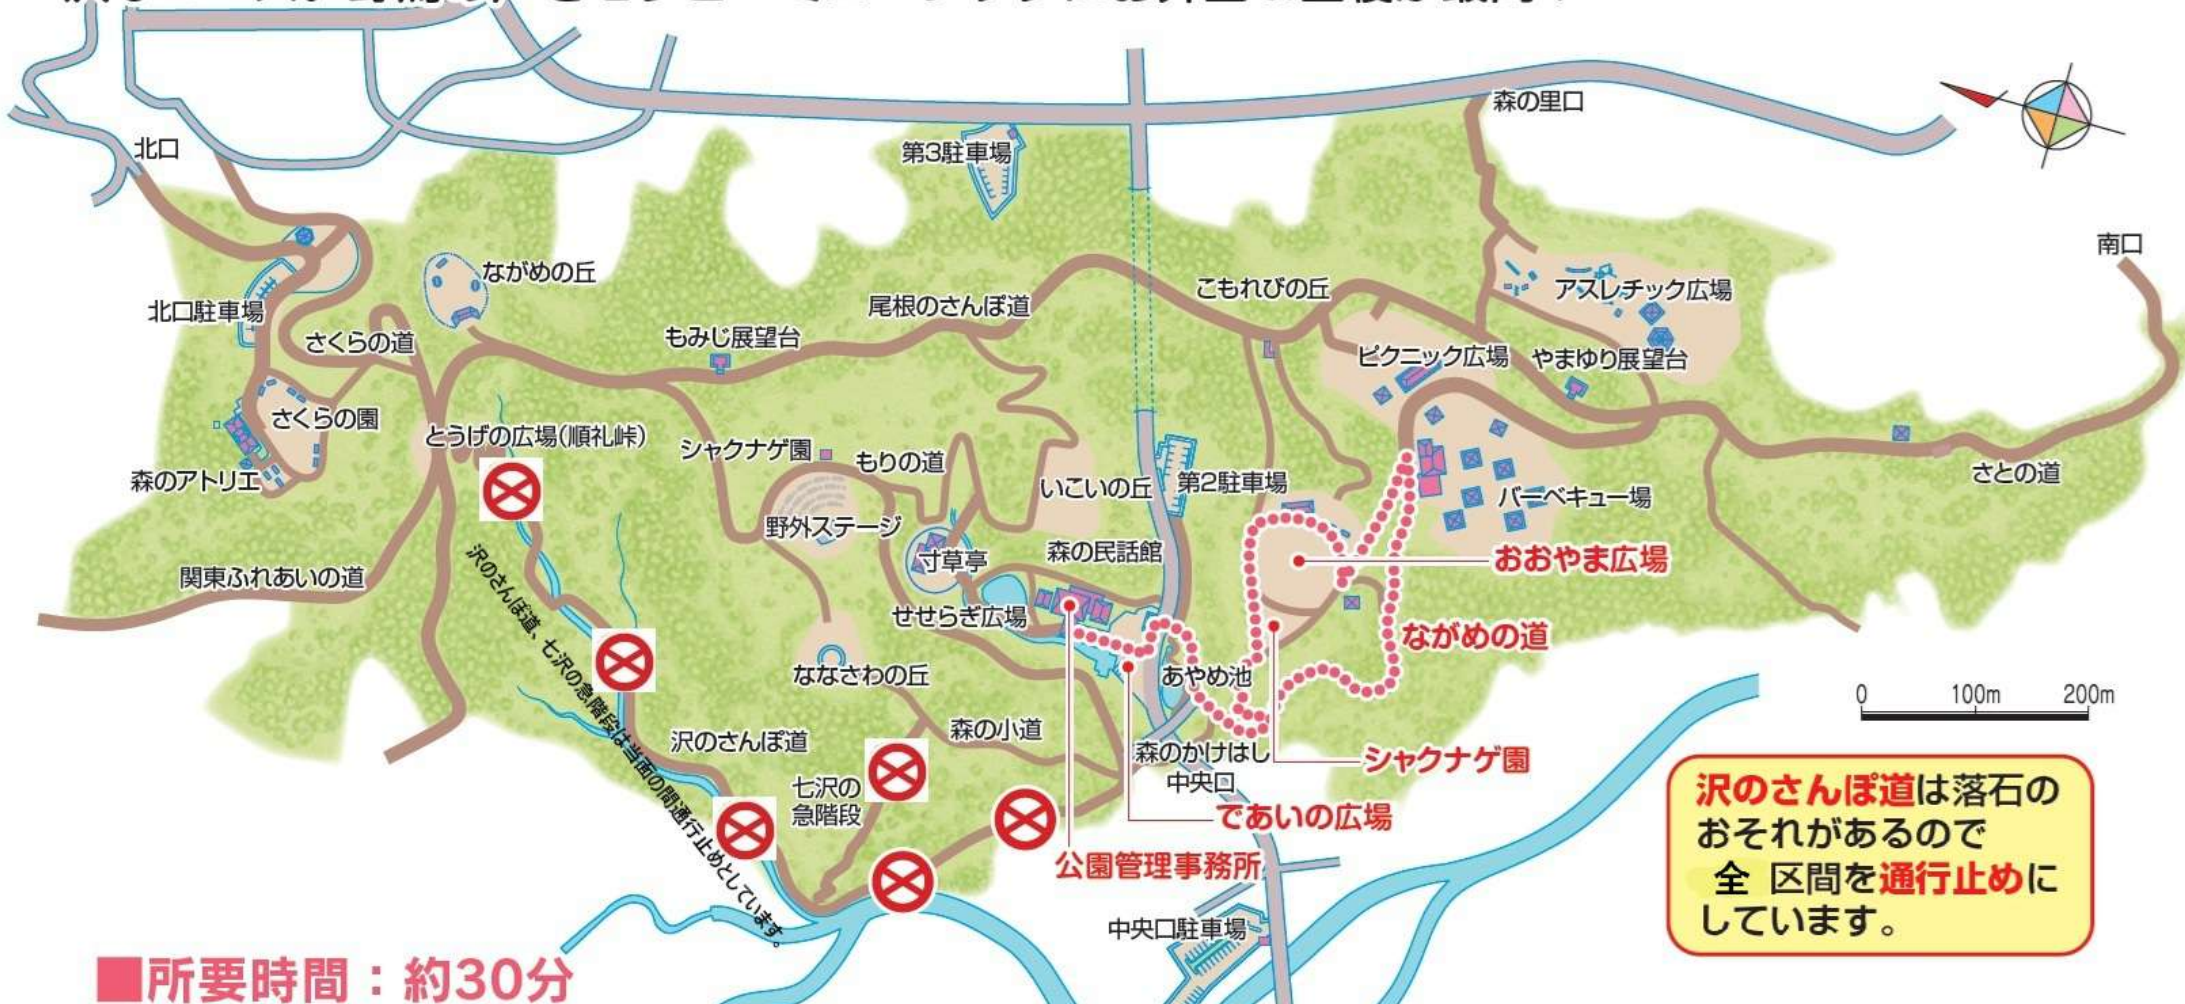 森の里口
北口
第3駐車場
南口
ながめの丘
アスレチック広場
こもれびの丘
北口駐車場
尾根のさんぽ道
さくらの道
もみじ展望台
ピクニック広場
やまゆり展望台
さくらの園
とうげの広場(順礼峠)
シャクナゲ園
もりの道
さとの道
森のアトリエ
いこいの丘
第2駐車場
バーベキュー場
野外ステージ
森の民話館
寸草亭
おおやま広場
関東ふれあいの道
せせらぎ広場
ながめの道
ななさわの丘
あやめ池
沢のさんぽ道、七沢の急階段は当面の間通行止めとしています。
0 100m 200m
沢のさんぽ道
森の小道
森のかけはし
中央口
シャクナゲ園
七沢の
急階段
であいの広場
公園管理事務所
中央口駐車場
沢のさんぽ道は落石の
おそれがあるので
全 区間を通行止めに
しています。
■所要時間：約30分